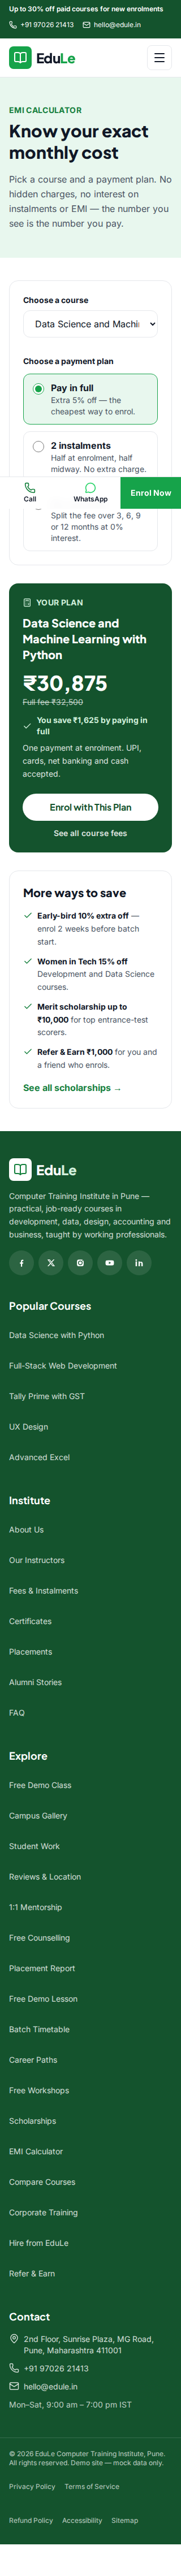 Up to 30% off paid courses for new enrolments
+91 97026 21413 hello@edule.in
EduLe
EMI CALCULATOR
Know your exact
monthly cost
Pick a course and a payment plan. No
hidden charges, no interest on
instalments or EMI — the number you
see is the number you pay.
Choose a course
Data Science and Machin
Choose a payment plan
Pay in full
Extra 5% off — the
cheapest way to enrol.
2 instalments
Half at enrolment, half
midway. No extra charge.
Call WhatsApp Enrol Now
Split the fee over 3, 6, 9
or 12 months at 0%
interest.
YOUR PLAN
Data Science and
Machine Learning with
Python
₹30,875
Full fee ₹32,500
You save ₹1,625 by paying in
full
One payment at enrolment. UPI,
cards, net banking and cash
accepted.
Enrol with This Plan
See all course fees
More ways to save
Early-bird 10% extra off —
enrol 2 weeks before batch
start.
Women in Tech 15% off
Development and Data Science
courses.
Merit scholarship up to
₹10,000 for top entrance-test
scorers.
Refer & Earn ₹1,000 for you and
a friend who enrols.
See all scholarships →
EduLe
Computer Training Institute in Pune —
practical, job-ready courses in
development, data, design, accounting and
business, taught by working professionals.
Popular Courses
Data Science with Python
Full-Stack Web Development
Tally Prime with GST
UX Design
Advanced Excel
Institute
About Us
Our Instructors
Fees & Instalments
Certificates
Placements
Alumni Stories
FAQ
Explore
Free Demo Class
Campus Gallery
Student Work
Reviews & Location
1:1 Mentorship
Free Counselling
Placement Report
Free Demo Lesson
Batch Timetable
Career Paths
Free Workshops
Scholarships
EMI Calculator
Compare Courses
Corporate Training
Hire from EduLe
Refer & Earn
Contact
2nd Floor, Sunrise Plaza, MG Road,
Pune, Maharashtra 411001
+91 97026 21413
hello@edule.in
Mon–Sat, 9:00 am – 7:00 pm IST
© 2026 EduLe Computer Training Institute, Pune.
All rights reserved. Demo site — mock data only.
Privacy Policy Terms of Service
Refund Policy Accessibility Sitemap